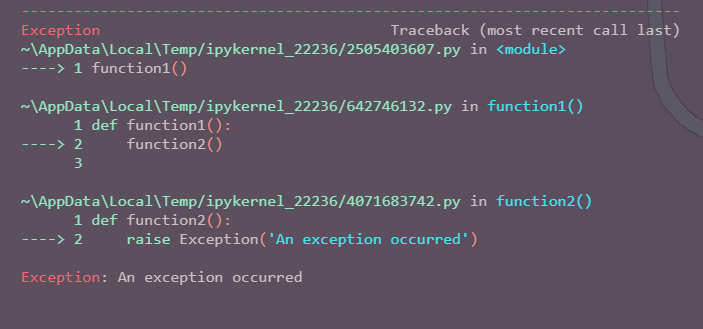 ---------------------------------------------------------------------------
Exception                                 Traceback (most recent call last)
~\AppData\Local\Temp/ipykernel_22236/2505403607.py in <module>
----> 1 function1()

~\AppData\Local\Temp/ipykernel_22236/642746132.py in function1()
      1 def function1():
----> 2     function2()
      3

~\AppData\Local\Temp/ipykernel_22236/4071683742.py in function2()
      1 def function2():
----> 2     raise Exception('An exception occurred')

Exception: An exception occurred